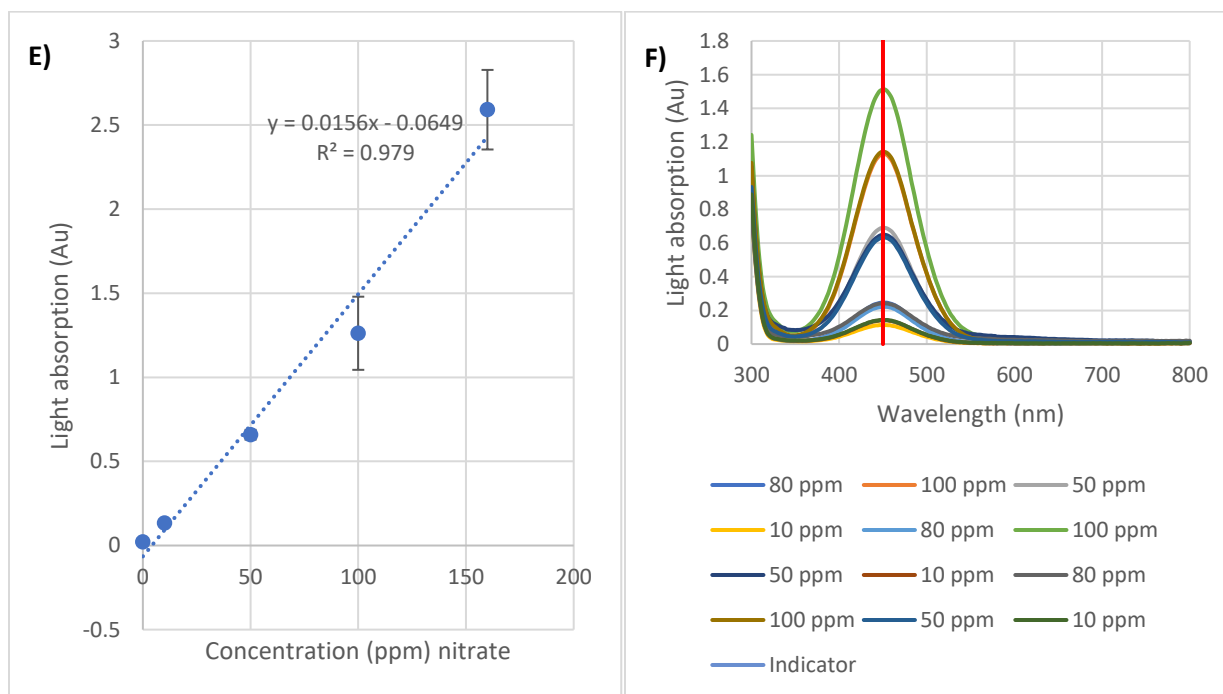 E)
Light absorption (Au)
3
2.5
2
1.5
1
0.5
0
-0.5
y = 0.0156x - 0.0649
R² = 0.979
0 50 100 150 200
Concentration (ppm) nitrate
F)
Light absorption (Au)
1.8
1.6
1.4
1.2
1
0.8
0.6
0.4
0.2
0
300 400 500 600 700 800
Wavelength (nm)
80 ppm 100 ppm 50 ppm
10 ppm 80 ppm 100 ppm
50 ppm 10 ppm 80 ppm
100 ppm 50 ppm 10 ppm
Indicator